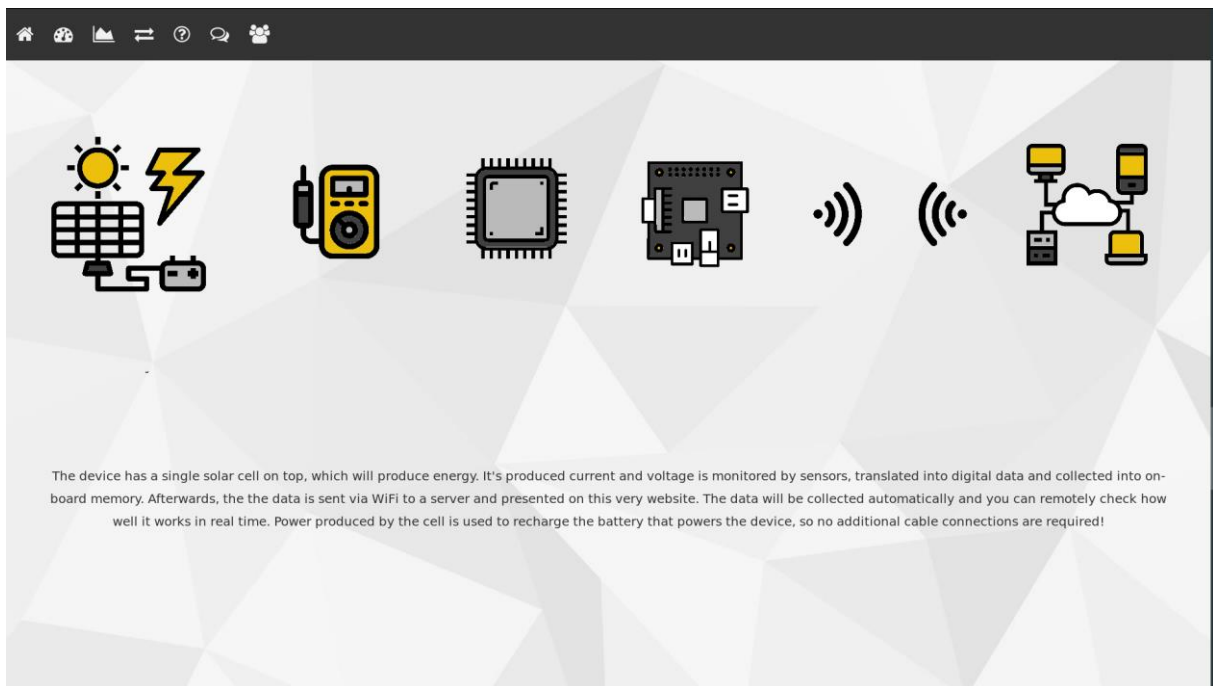 The device has a single solar cell on top, which will produce energy. It's produced current and voltage is monitored by sensors, translated into digital data and collected into on-
board memory. Afterwards, the the data is sent via WiFi to a server and presented on this very website. The data will be collected automatically and you can remotely check how
well it works in real time. Power produced by the cell is used to recharge the battery that powers the device, so no additional cable connections are required!